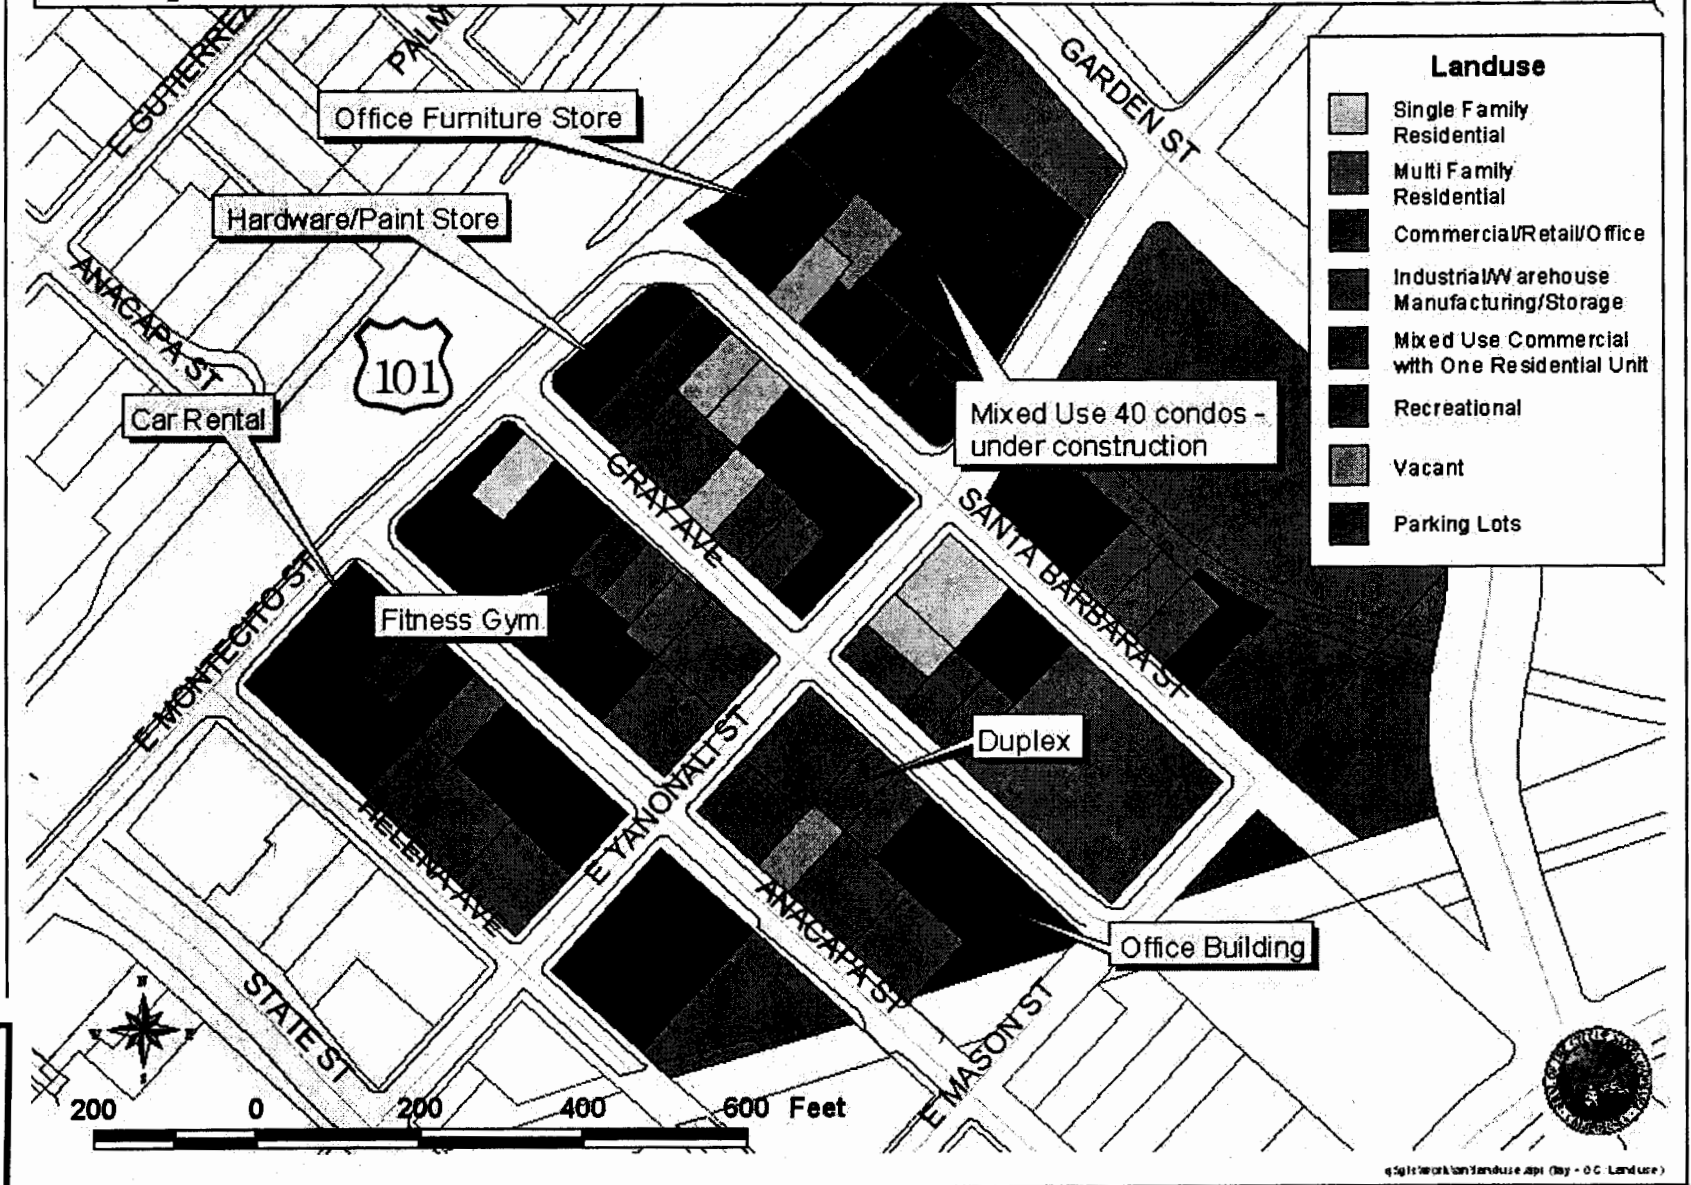 E GUTIERREZ
PALM
GARDEN ST
Office Furniture Store
Hardware/Paint Store
ANACAPA ST
101
Car Rental
Mixed Use 40 condos -
under construction
GRAY AVE
SANTA BARBARA ST
Fitness Gym
E MONTECITO ST
Duplex
HELENA AVE
E YANONALI ST
ANACAPA ST
Office Building
STATE ST
E MASON ST
Landuse
Single Family
Residential
Multi Family
Residential
Commercial/Retail/Office
Industrial/Warehouse
Manufacturing/Storage
Mixed Use Commercial
with One Residential Unit
Recreational
Vacant
Parking Lots
N
S
200 0 200 400 600 Feet